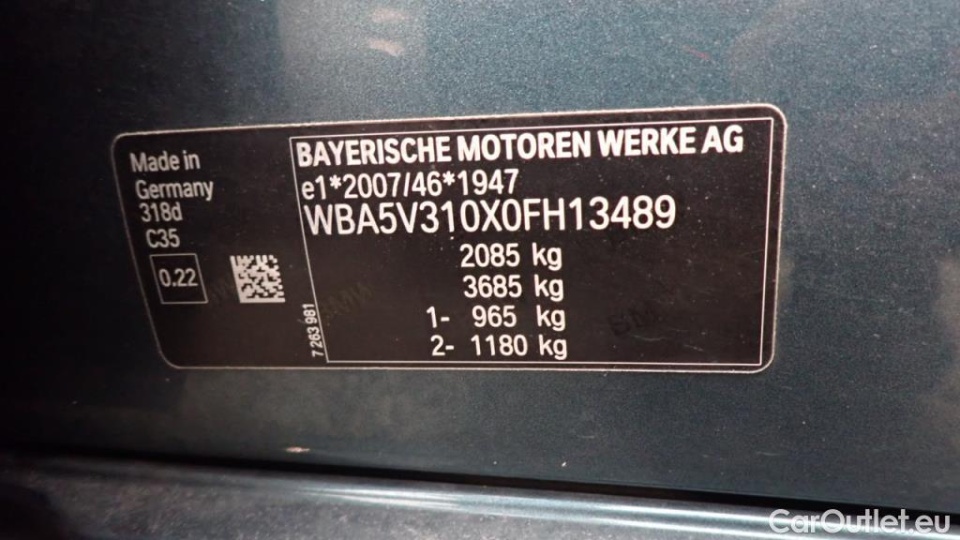 Made in
Germany
318d
C35
0.22
7 263 981
BAYERISCHE MOTOREN WERKE AG
e1*2007/46*1947
WBA5V310X0FH13489
2085 kg
3685 kg
1- 965 kg
2- 1180 kg
CarOutlet.eu